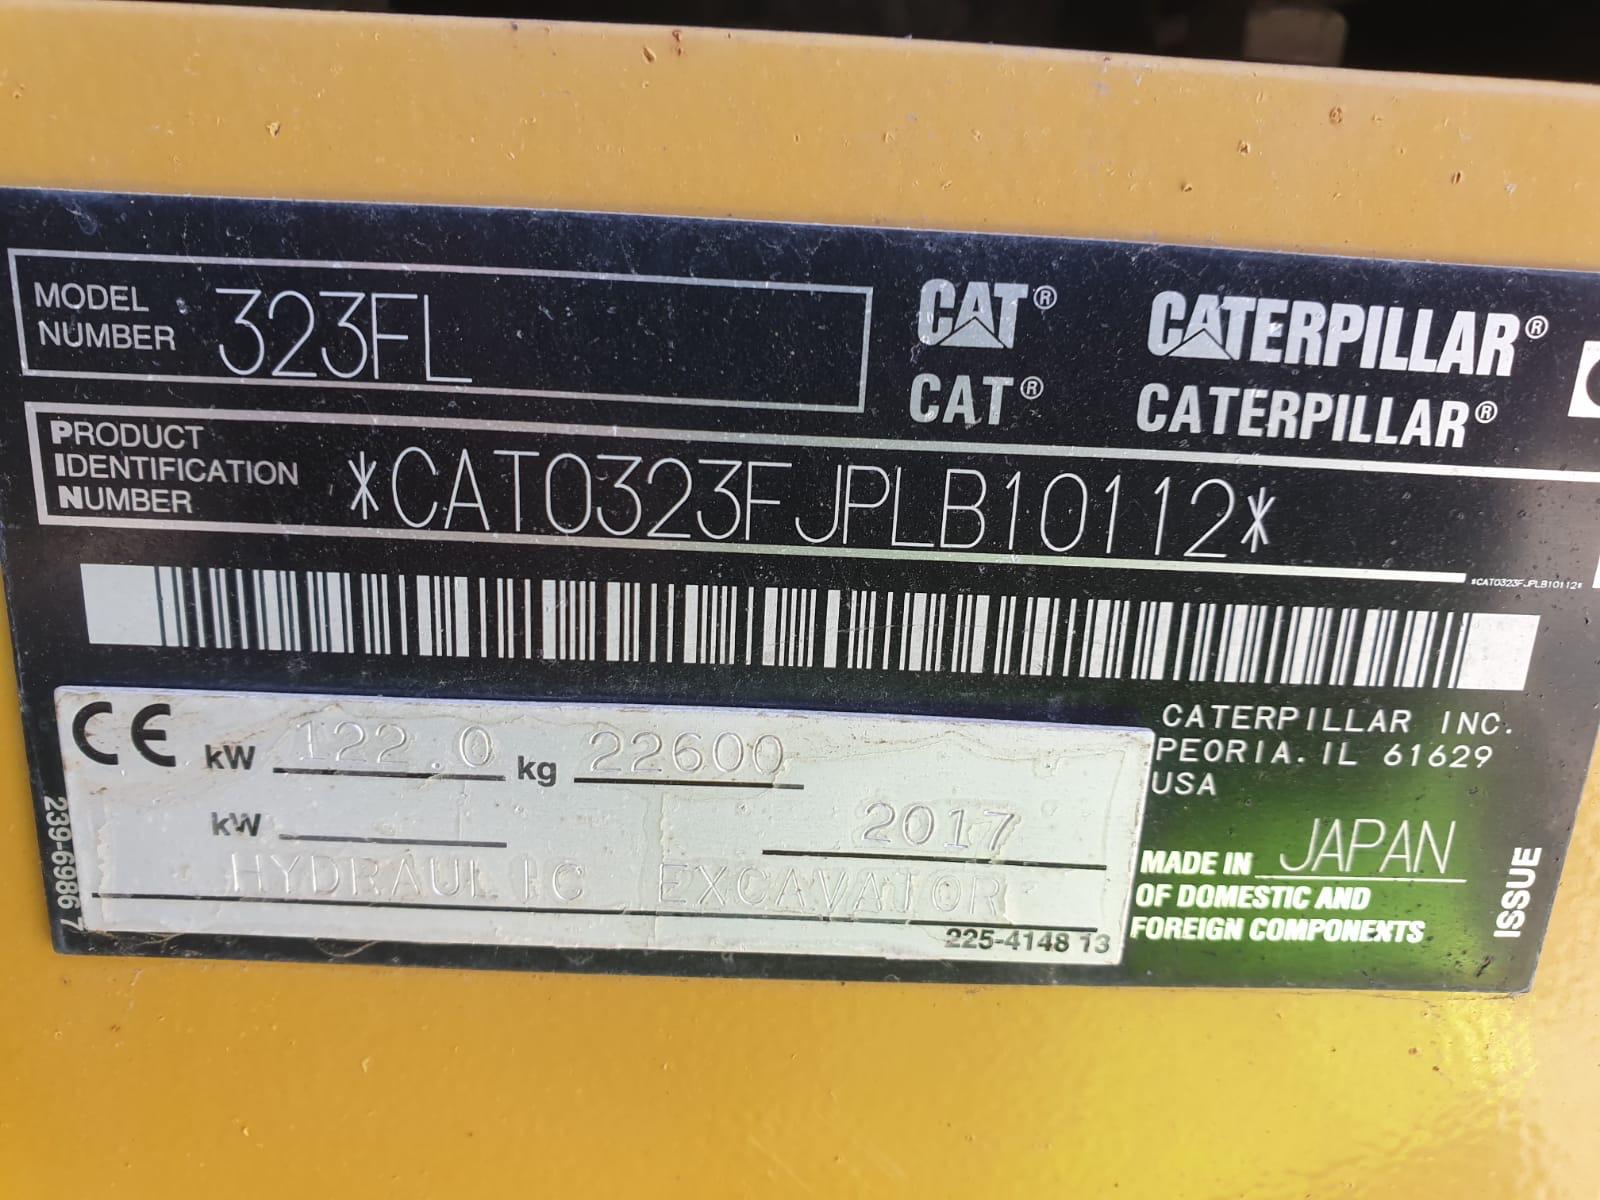 MODEL NUMBER 323FL
CAT® CATERPILLAR®
CAT® CATERPILLAR®
PRODUCT
IDENTIFICATION
NUMBER
*CAT0323FJPLB10112*
*CAT0323FJPLB10112*
CE kW 122.0 kg 22600
kW 2017
HYDRAULIC EXCAVATOR
225-4148 13
239-6986 7
CATERPILLAR INC.
PEORIA. IL 61629
USA
MADE IN JAPAN
OF DOMESTIC AND
FOREIGN COMPONENTS
ISSUE